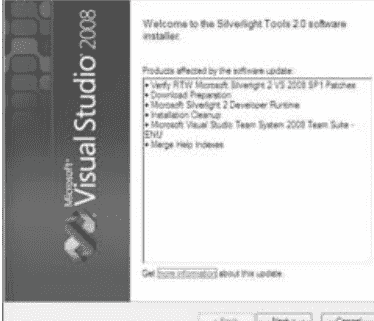 Microsoft®
Visual Studio® 2008
Welcome to the Silverlight Tools 2.0 software
installer.
Products affected by the software update:
• Verify RTW Microsoft Silverlight 2 VS 2008 SP1 Patches
• Download Preparation
• Microsoft Silverlight 2 Developer Runtime
• Installation Cleanup
• Microsoft Visual Studio Team System 2008 Team Suite -
ENU
• Merge Help Indexes
Get more information about this update.
Next > Cancel